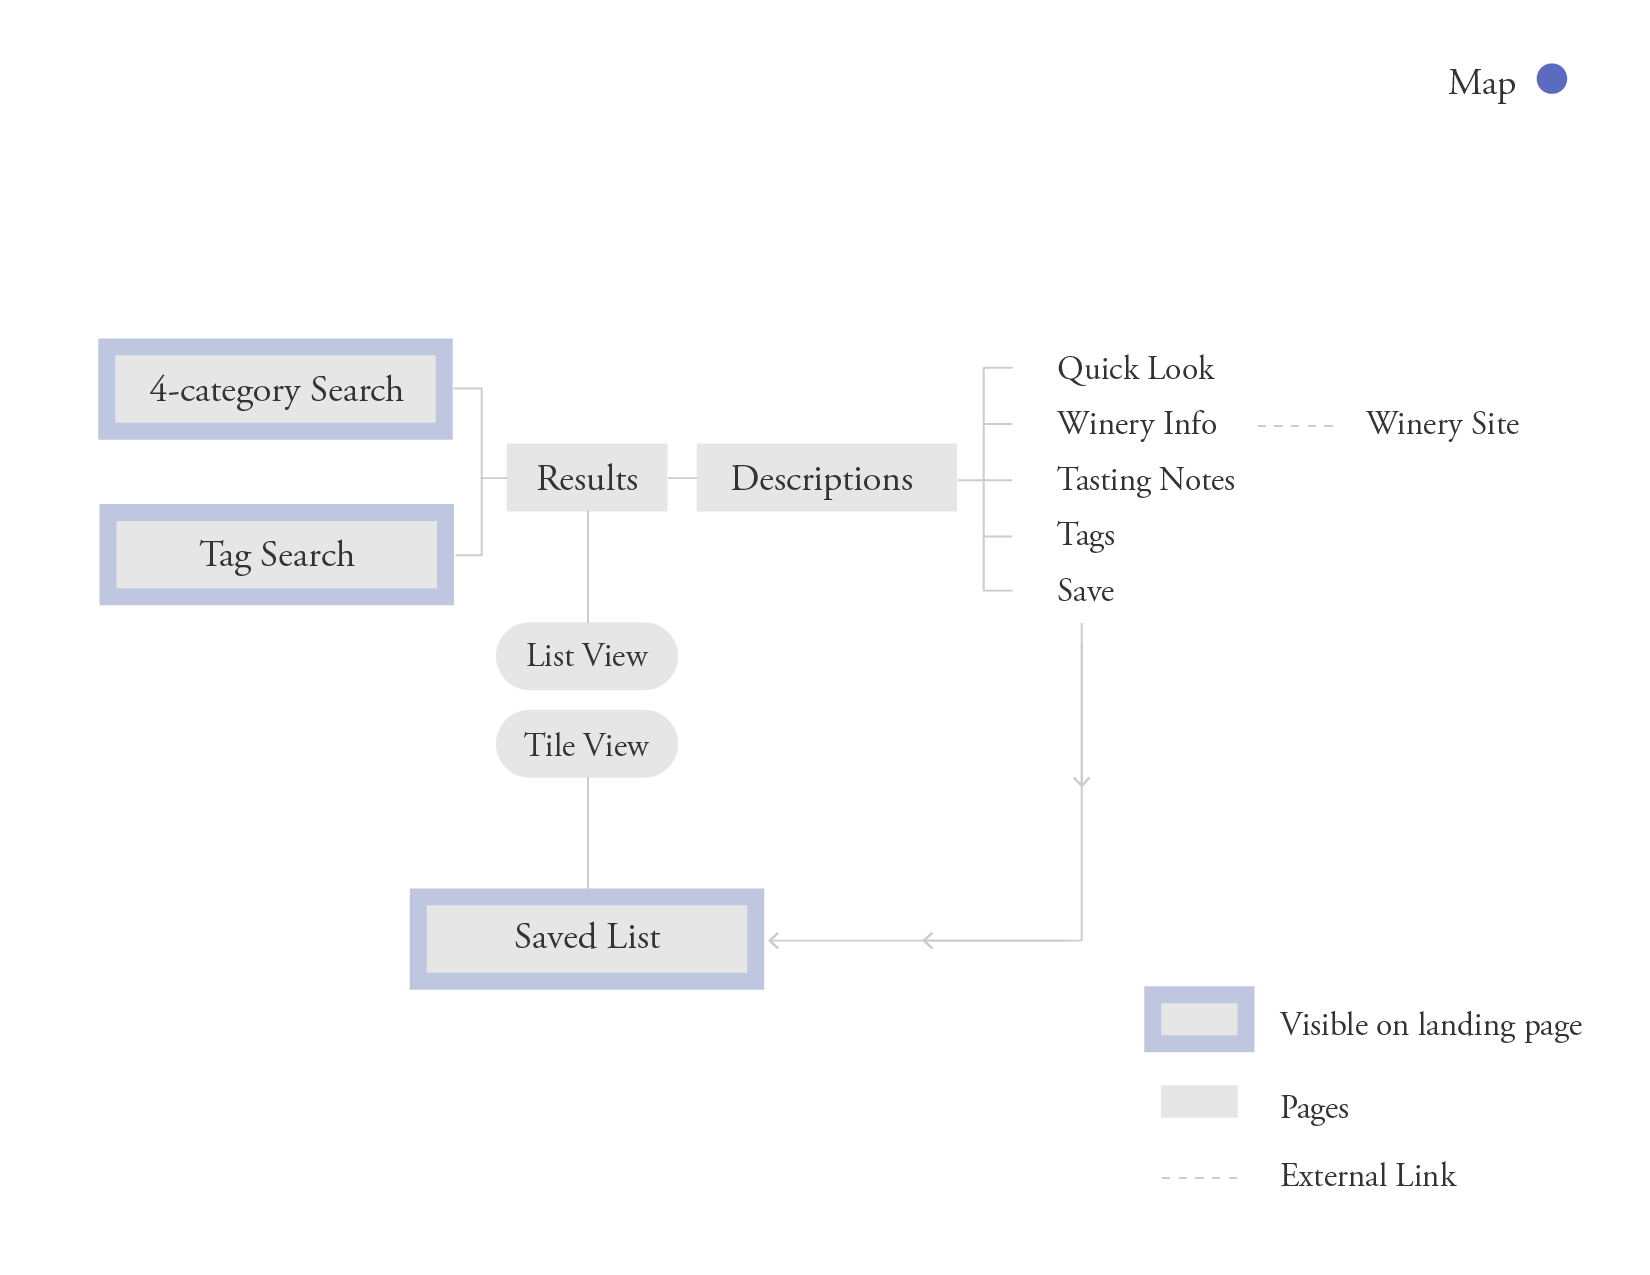 Map
4-category Search
Tag Search
Results
Descriptions
Quick Look
Winery Info
Winery Site
Tasting Notes
Tags
Save
List View
Tile View
Saved List
Visible on landing page
Pages
External Link